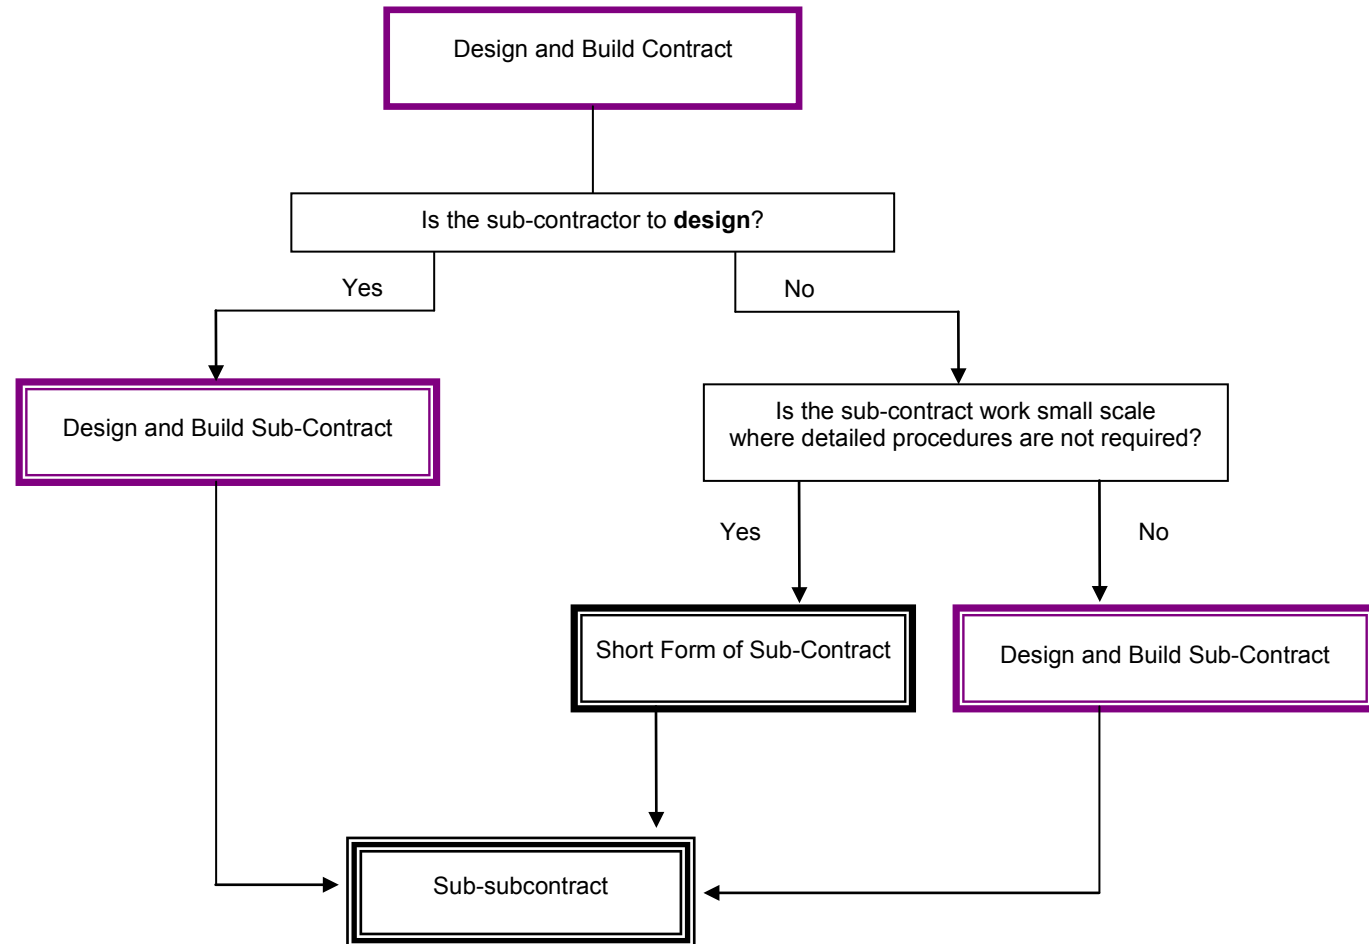 Design and Build Contract
Is the sub-contractor to design?
Yes
No
Design and Build Sub-Contract
Is the sub-contract work small scale
where detailed procedures are not required?
Yes
No
Short Form of Sub-Contract
Design and Build Sub-Contract
Sub-subcontract